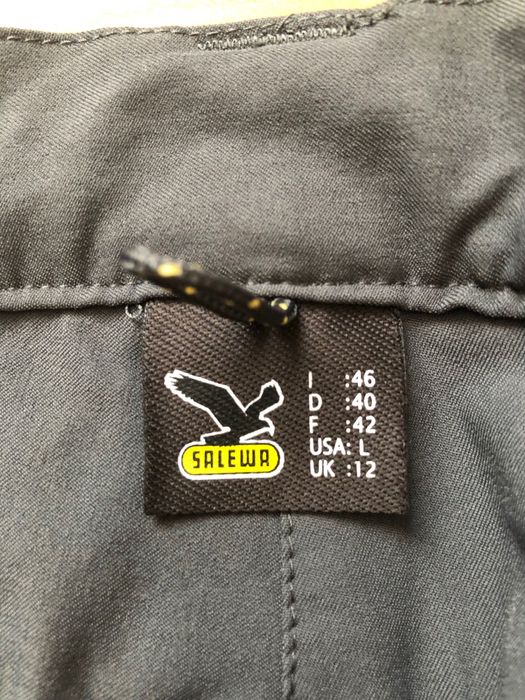 SALEWA
I :46
D :40
F :42
USA: L
UK :12